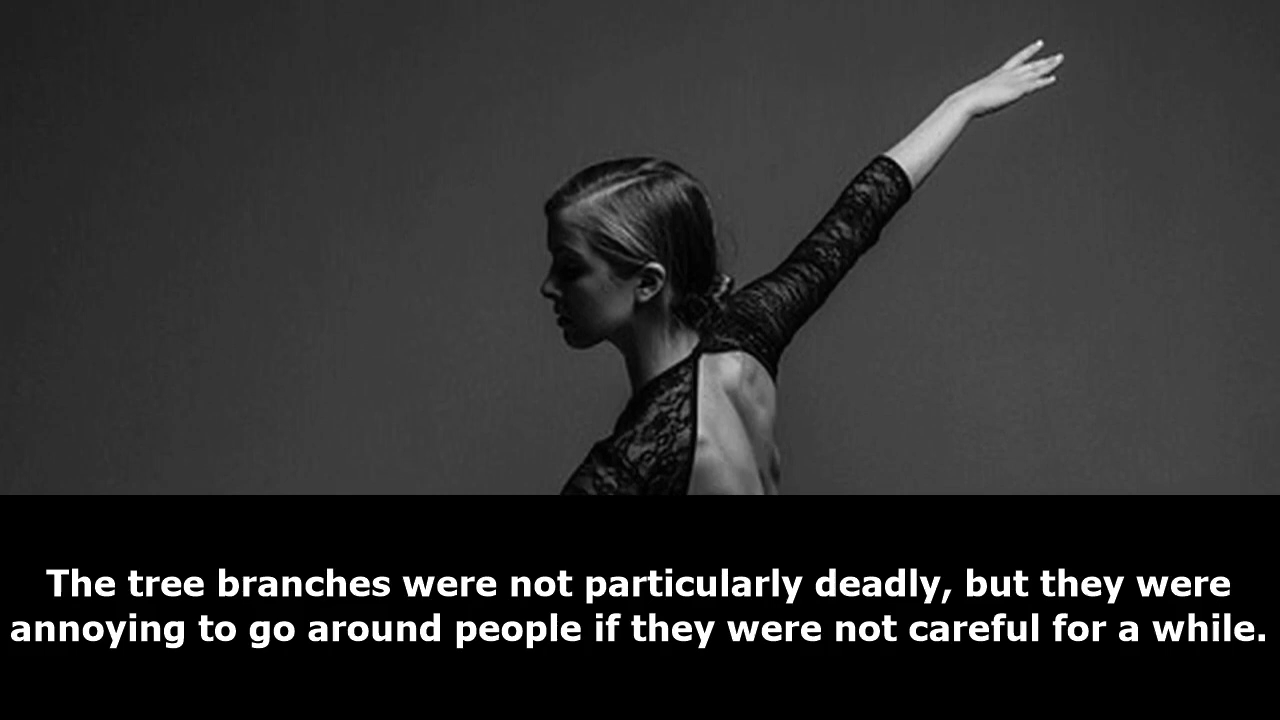 The tree branches were not particularly deadly, but they were
annoying to go around people if they were not careful for a while.